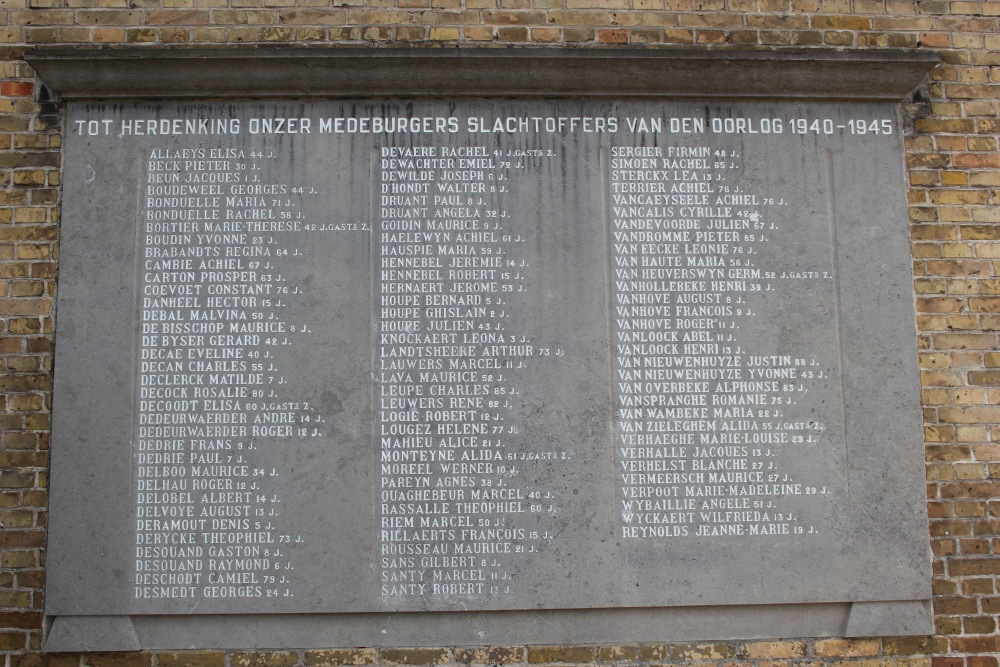 TOT HERDENKING ONZER MEDEBURGERS SLACHTOFFERS VAN DEN OORLOG 1940-1945
ALLAEYS ELISA 44 J.
BECK PIETER 30 J.
BEUN JACQUES 1 J.
BOUDEWEEL GEORGES 44 J.
BONDUELLE MARIA 71 J.
BONDUELLE RACHEL 58 J.
BORTIER MARIE-THERESE 42 J.GASTS Z.
BOUDIN YVONNE 23 J.
BRABANDTS REGINA 64 J.
CAMBIE ACHIEL 67 J.
CARTON PROSPER 63 J.
COEVOET CONSTANT 76 J.
DANHEEL HECTOR 15 J.
DEBAL MALVINA 50 J.
DE BISSCHOP MAURICE 8 J.
DE BYSER GERARD 42 J.
DECAE EVELINE 40 J.
DECAN CHARLES 55 J.
DECLERCK MATILDE 7 J.
DECOCK ROSALIE 80 J.
DECOODT ELISA 60 J.GASTS Z.
DEDEURWAERDER ANDRE 14 J.
DEDEURWAERDER ROGER 12 J.
DEDRIE FRANS 9 J.
DEDRIE PAUL 7 J.
DELBOO MAURICE 34 J.
DELHAU ROGER 12 J.
DELOBEL ALBERT 14 J.
DELVOYE AUGUST 13 J.
DERAMOUT DENIS 5 J.
DERYCKE THEOPHIEL 73 J.
DESOUAND GASTON 8 J.
DESOUAND RAYMOND 6 J.
DESCHODT CAMIEL 79 J.
DESMEDT GEORGES 24 J.
DEVAERE RACHEL 41 J.GASTS Z.
DEWACHTER EMIEL 72 J.
DEWILDE JOSEPH 6 J.
D'HONDT WALTER 8 J.
DRUANT PAUL 8 J.
DRUANT ANGELA 32 J.
GOIDIN MAURICE 9 J.
HAELEWYN ACHIEL 61 J.
HAUSPIE MARIA 59 J.
HENNEBEL JEREMIE 14 J.
HENNEBEL ROBERT 15 J.
HERNAERT JEROME 53 J.
HOUPE BERNARD 5 J.
HOUPE GHISLAIN 2 J.
HOUPE JULIEN 43 J.
KNOCKAERT LEONA 3 J.
LANDTSHEERE ARTHUR 73 J.
LAUWERS MARCEL 11 J.
LAVA MAURICE 52 J.
LEUPE CHARLES 85 J.
LEUWERS RENE 82 J.
LOGIE ROBERT 12 J.
LOUGEZ HELENE 77 J.
MAHIEU ALICE 21 J.
MONTEYNE ALIDA 61 J.GASTS Z.
MOREEL WERNER 10 J.
PAREYN AGNES 38 J.
QUAGHEBEUR MARCEL 40 J.
RASSALLE THEOPHIEL 60 J.
RIEM MARCEL 50 J.
RILLAERTS FRANÇOIS 15 J.
ROUSSEAU MAURICE 21 J.
SANS GILBERT 8 J.
SANTY MARCEL 11 J.
SANTY ROBERT 13 J.
SERGIER FIRMIN 48 J.
SIMOEN RACHEL 65 J.
STERCKX LEA 13 J.
TERRIER ACHIEL 76 J.
VANCAEYSEELE ACHIEL 76 J.
VANCALIS CYRILLE 42 J.
VANDEVOORDE JULIEN 67 J.
VANDROMME PIETER 85 J.
VAN EECKE LEONIE 76 J.
VAN HAUTE MARIA 56 J.
VAN HEUVERSWYN GERM. 52 J.GASTS Z.
VANHOLLEBEKE HENRI 39 J.
VANHOVE AUGUST 8 J.
VANHOVE FRANÇOIS 9 J.
VANHOVE ROGER 11 J.
VANLOOCK ABEL 11 J.
VANLOOCK HENRI 13 J.
VAN NIEUWENHUYZE JUSTIN 88 J.
VAN NIEUWENHUYZE YVONNE 43 J.
VAN OVERBEKE ALPHONSE 83 J.
VANSPRANGHE ROMANIE 75 J.
VAN WAMBEKE MARIA 22 J.
VAN ZIELEGHEM ALIDA 55 J.GASTS Z.
VERHAEGHE MARIE-LOUISE 29 J.
VERHALLE JACQUES 13 J.
VERHELST BLANCHE 27 J.
VERMEERSCH MAURICE 27 J.
VERPOOT MARIE-MADELEINE 29 J.
WYBAILLIE ANGELE 51 J.
WYCKAERT WILFRIEDA 13 J.
REYNOLDS JEANNE-MARIE 19 J.